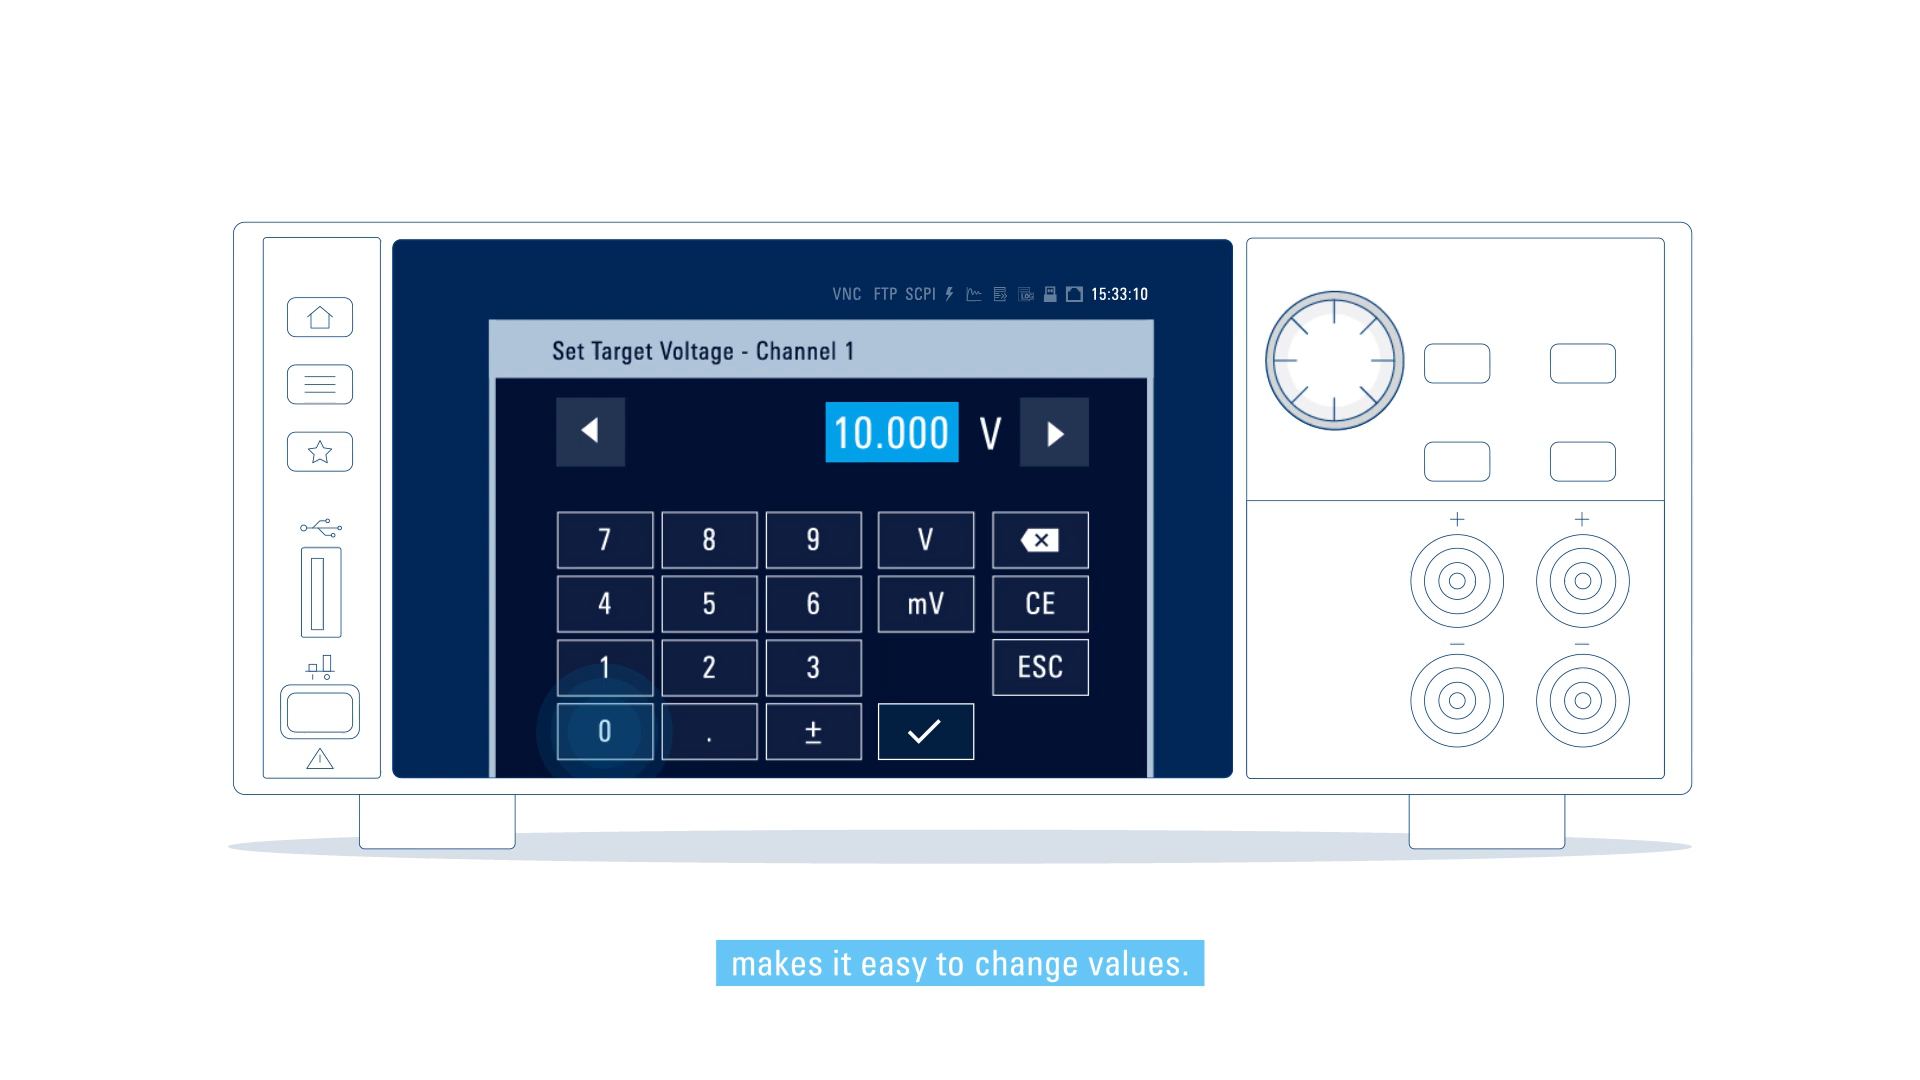 VNC FTP SCPI 15:33:10
Set Target Voltage - Channel 1
10.000 V
7 8 9 V
4 5 6 mV CE
1 2 3 ESC
0 . ±
+ +
− −
makes it easy to change values.